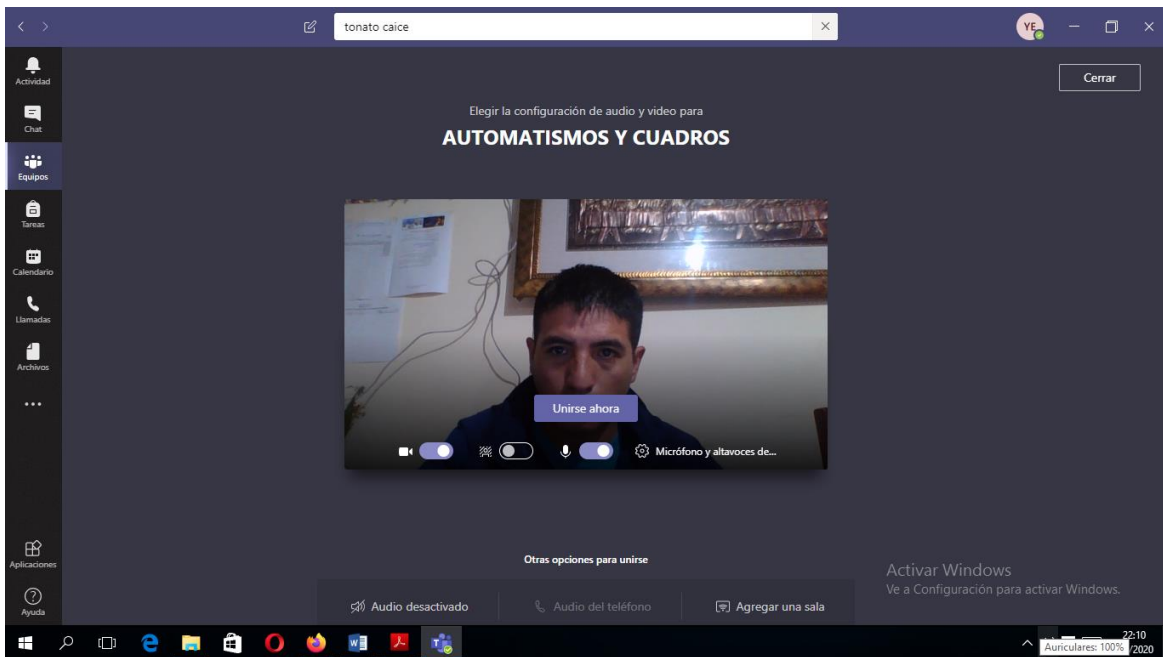 tonato caice
YE
Actividad
Chat
Equipos
Tareas
Calendario
Llamadas
Archivos
Aplicaciones
Ayuda
Cerrar
Elegir la configuración de audio y video para
AUTOMATISMOS Y CUADROS
Unirse ahora
Micrófono y altavoces de...
Otras opciones para unirse
Audio desactivado
Audio del teléfono
Agregar una sala
Activar Windows
Ve a Configuración para activar Windows.
22:10
Auriculares: 100%
/2020